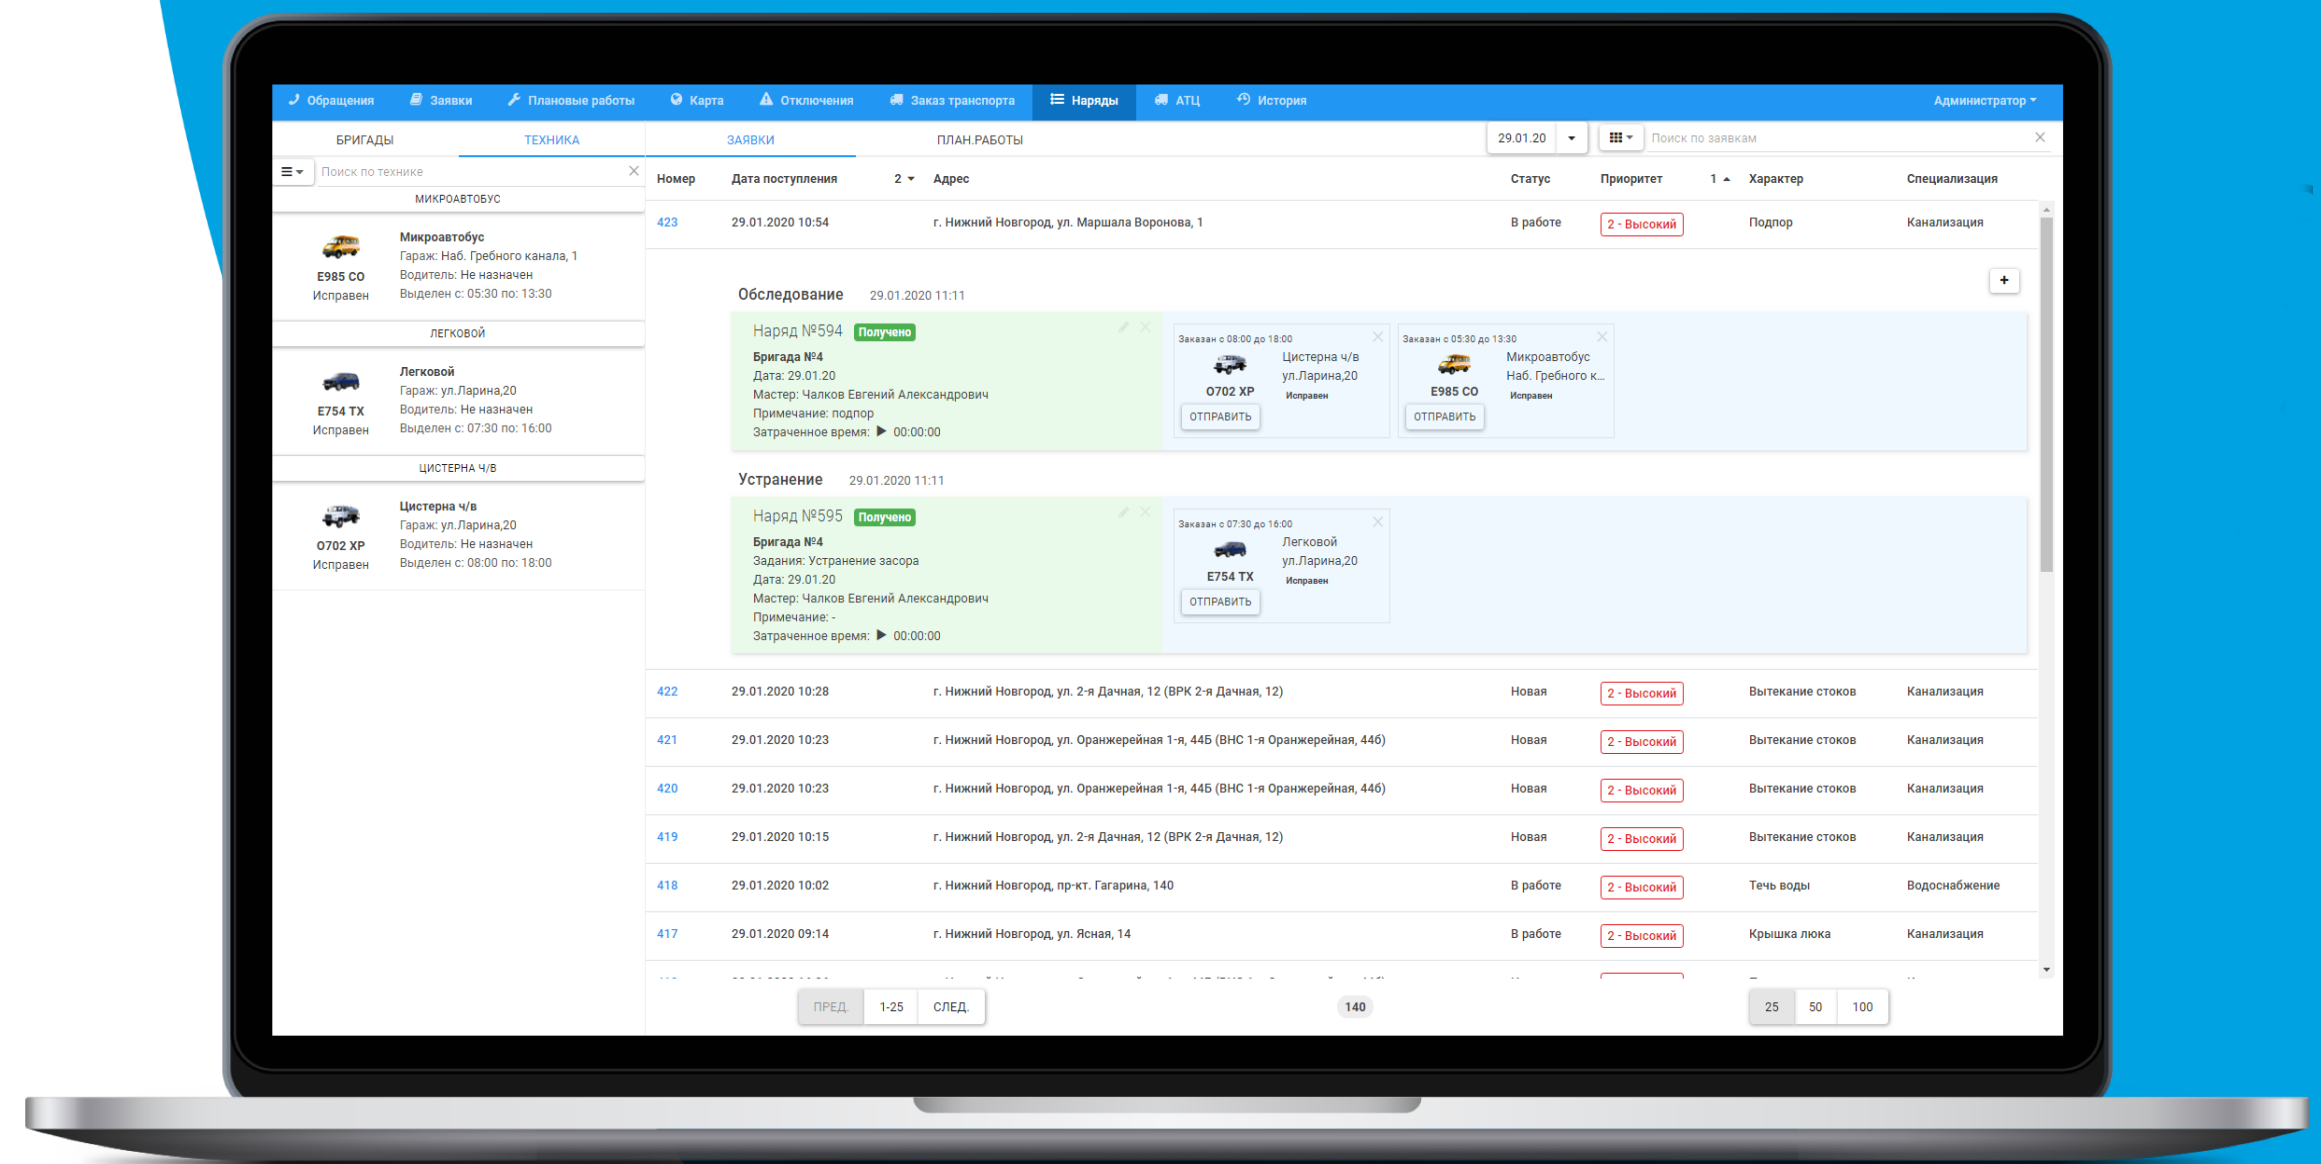 Обращения Заявки Плановые работы Карта Отключения Заказ транспорта Наряды АТЦ История Администратор
БРИГАДЫ ТЕХНИКА ЗАЯВКИ ПЛАН.РАБОТЫ 29.01.20 Поиск по заявкам
Поиск по технике
МИКРОАВТОБУС
Микроавтобус
Гараж: Наб. Гребного канала, 1
Е985 СО Водитель: Не назначен
Исправен Выделен с: 05:30 по: 13:30
ЛЕГКОВОЙ
Легковой
Гараж: ул.Ларина,20
Е754 ТХ Водитель: Не назначен
Исправен Выделен с: 07:30 по: 16:00
ЦИСТЕРНА Ч/В
Цистерна ч/в
Гараж: ул.Ларина,20
О702 ХР Водитель: Не назначен
Исправен Выделен с: 08:00 по: 18:00
Номер Дата поступления 2 Адрес Статус Приоритет 1 Характер Специализация
423 29.01.2020 10:54 г. Нижний Новгород, ул. Маршала Воронова, 1 В работе 2 - Высокий Подпор Канализация
+
Обследование 29.01.2020 11:11
Наряд №594 Получено
Бригада №4
Дата: 29.01.20
Мастер: Чалков Евгений Александрович
Примечание: подпор
Затраченное время: 00:00:00
Заказан с 08:00 до 18:00
Цистерна ч/в
ул.Ларина,20
О702 ХР Исправен
ОТПРАВИТЬ
Заказан с 05:30 до 13:30
Микроавтобус
Наб. Гребного к...
Е985 СО Исправен
ОТПРАВИТЬ
Устранение 29.01.2020 11:11
Наряд №595 Получено
Бригада №4
Задания: Устранение засора
Дата: 29.01.20
Мастер: Чалков Евгений Александрович
Примечание: -
Затраченное время: 00:00:00
Заказан с 07:30 до 16:00
Легковой
ул.Ларина,20
Е754 ТХ Исправен
ОТПРАВИТЬ
422 29.01.2020 10:28 г. Нижний Новгород, ул. 2-я Дачная, 12 (ВРК 2-я Дачная, 12) Новая 2 - Высокий Вытекание стоков Канализация
421 29.01.2020 10:23 г. Нижний Новгород, ул. Оранжерейная 1-я, 44Б (ВНС 1-я Оранжерейная, 44б) Новая 2 - Высокий Вытекание стоков Канализация
420 29.01.2020 10:23 г. Нижний Новгород, ул. Оранжерейная 1-я, 44Б (ВНС 1-я Оранжерейная, 44б) Новая 2 - Высокий Вытекание стоков Канализация
419 29.01.2020 10:15 г. Нижний Новгород, ул. 2-я Дачная, 12 (ВРК 2-я Дачная, 12) Новая 2 - Высокий Вытекание стоков Канализация
418 29.01.2020 10:02 г. Нижний Новгород, пр-кт. Гагарина, 140 В работе 2 - Высокий Течь воды Водоснабжение
417 29.01.2020 09:14 г. Нижний Новгород, ул. Ясная, 14 В работе 2 - Высокий Крышка люка Канализация
ПРЕД. 1-25 СЛЕД. 140 25 50 100